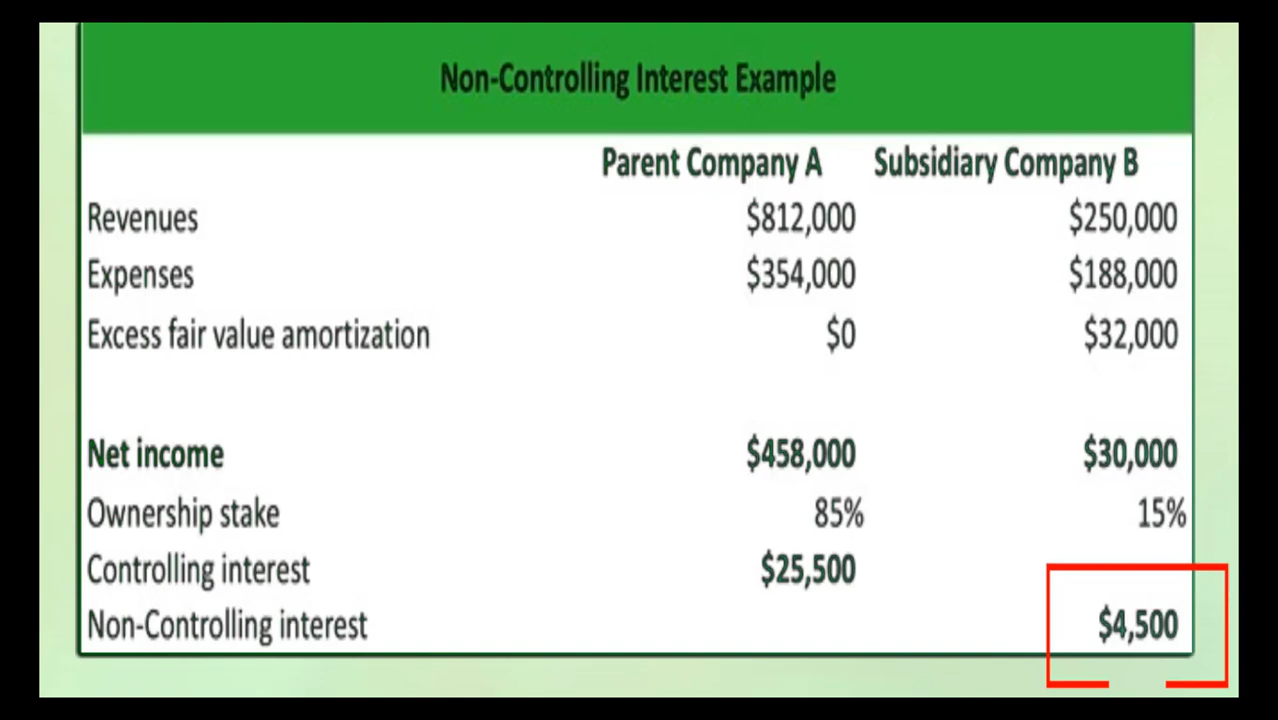 Non-Controlling Interest Example
Parent Company A Subsidiary Company B
Revenues $812,000 $250,000
Expenses $354,000 $188,000
Excess fair value amortization $0 $32,000
Net income $458,000 $30,000
Ownership stake 85% 15%
Controlling interest $25,500
Non-Controlling interest $4,500